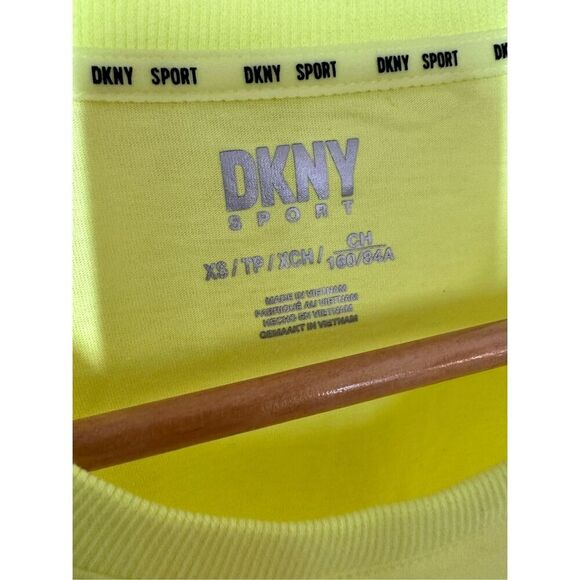 DKNY SPORT DKNY SPORT DKNY SPORT DK
DKNY
SPORT
XS / TP / XCH / CH 160/84A
MADE IN VIETNAM
FABRIQUÉ AU VIETNAM
HECHO EN VIETNAM
GEMAAKT IN VIETNAM